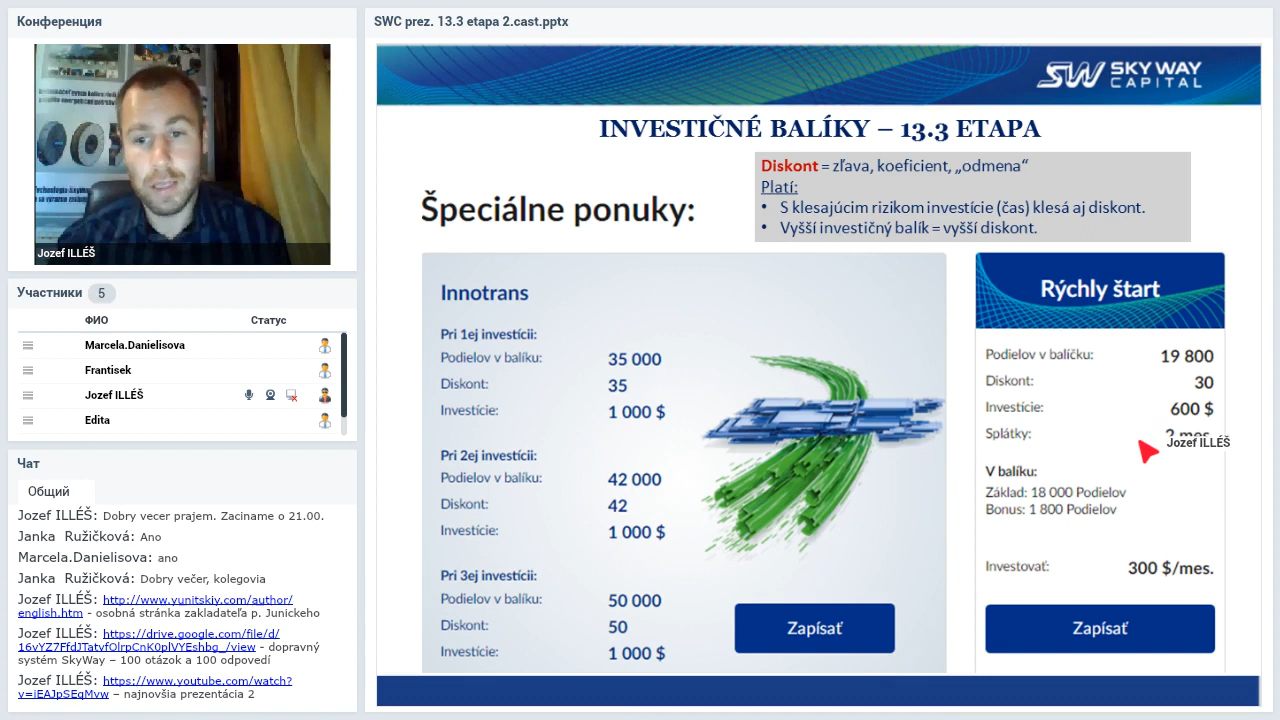 Конференция
Jozef ILLÉŠ
Участники 5
ФИО Статус
Marcela.Danielisova
Frantisek
Jozef ILLÉŠ
Edita
Чат
Общий
Jozef ILLÉŠ: Dobry vecer prajem. Zaciname o 21.00.
Janka Ružičková: Ano
Marcela.Danielisova: ano
Janka Ružičková: Dobry večer, kolegovia
Jozef ILLÉŠ: http://www.yunitskiy.com/author/
english.htm - osobná stránka zakladateľa p. Junickeho
Jozef ILLÉŠ: https://drive.google.com/file/d/
16vYZ7FfdJTatvfOlrpCnK0plVYEshbg_/view - dopravný
systém SkyWay – 100 otázok a 100 odpovedí
Jozef ILLÉŠ: https://www.youtube.com/watch?
v=iEAJpSEqMvw – najnovšia prezentácia 2
SWC prez. 13.3 etapa 2.cast.pptx
SW SKY WAY
CAPITAL
INVESTIČNÉ BALÍKY – 13.3 ETAPA
Diskont = zľava, koeficient, „odmena“
Platí:
• S klesajúcim rizikom investície (čas) klesá aj diskont.
• Vyšší investičný balík = vyšší diskont.
Špeciálne ponuky:
Innotrans
Pri 1ej investícii:
Podielov v balíku: 35 000
Diskont: 35
Investície: 1 000 $
Pri 2ej investícii:
Podielov v balíku: 42 000
Diskont: 42
Investície: 1 000 $
Pri 3ej investícii:
Podielov v balíku: 50 000
Diskont: 50
Investície: 1 000 $
Zapísať
Rýchly štart
Podielov v balíčku: 19 800
Diskont: 30
Investície: 600 $
Splátky: 2 mes.
Jozef ILLÉŠ
V balíku:
Základ: 18 000 Podielov
Bonus: 1 800 Podielov
Investovať: 300 $/mes.
Zapísať